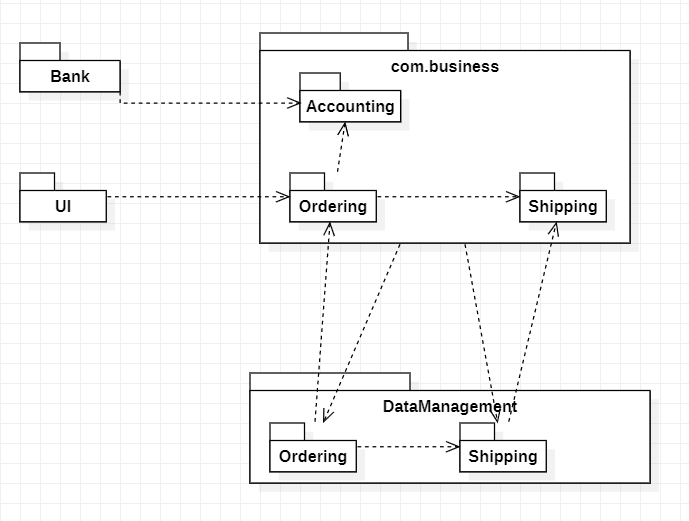 com.business
Bank
Accounting
UI
Ordering
Shipping
DataManagement
Ordering
Shipping